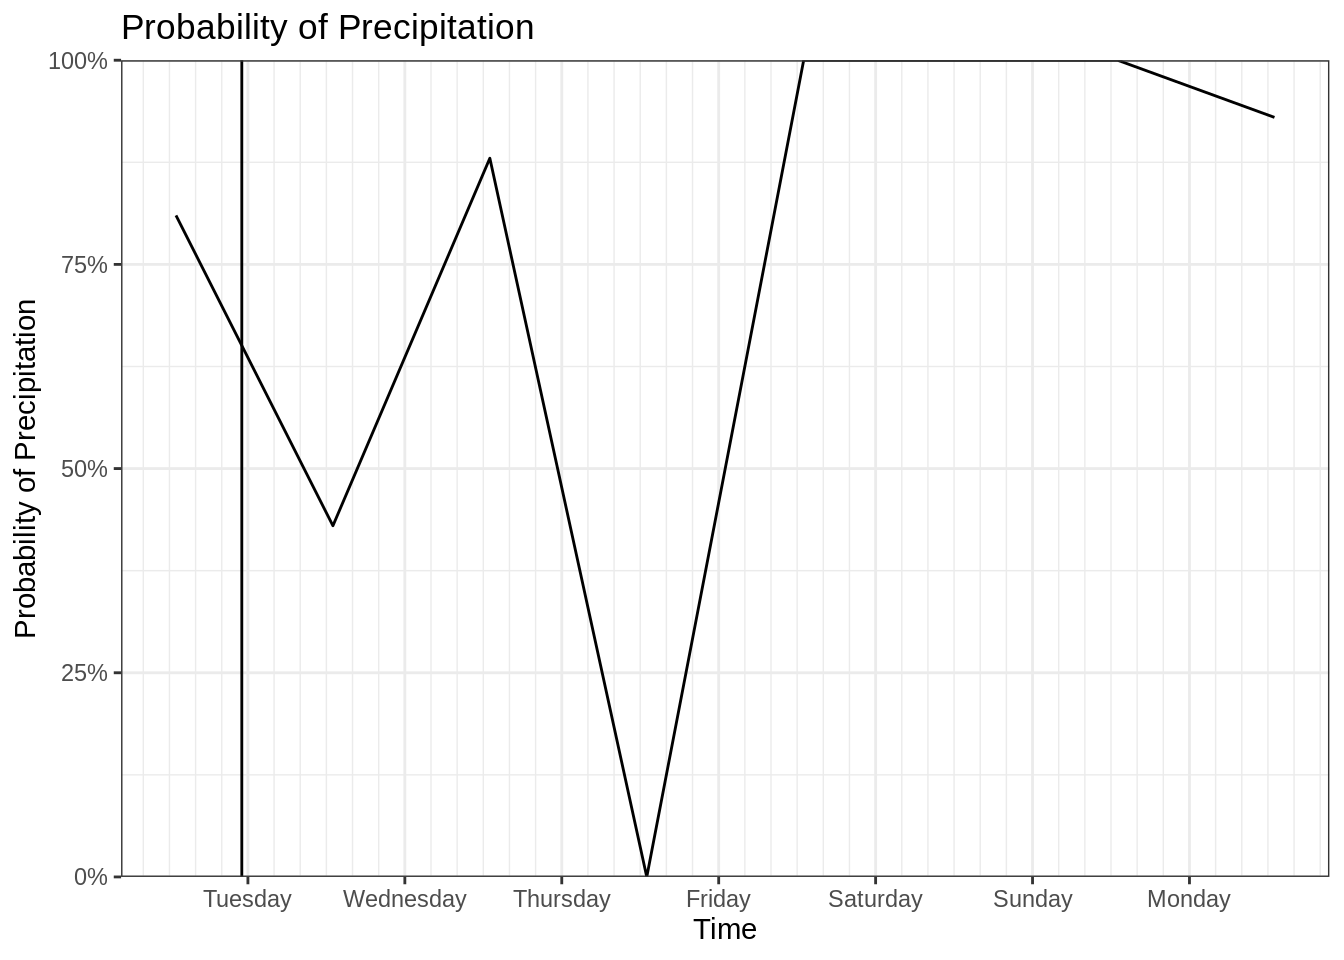 Probability of Precipitation
Probability of Precipitation
100%
75%
50%
25%
0%
Tuesday Wednesday Thursday Friday Saturday Sunday Monday
Time